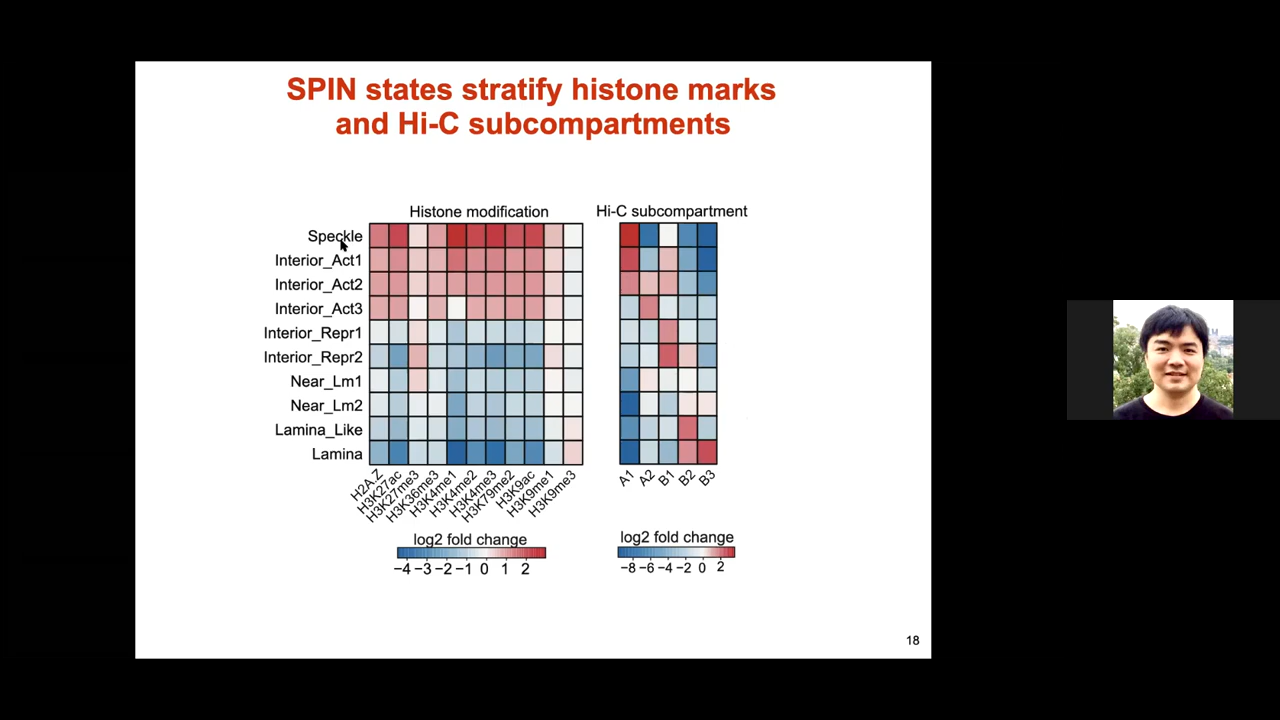 SPIN states stratify histone marks
and Hi-C subcompartments
Histone modification
Hi-C subcompartment
Speckle
Interior_Act1
Interior_Act2
Interior_Act3
Interior_Repr1
Interior_Repr2
Near_Lm1
Near_Lm2
Lamina_Like
Lamina
H2A.Z
H3K27ac
H3K27me3
H3K36me3
H3K4me1
H3K4me2
H3K4me3
H3K79me2
H3K9ac
H3K9me1
H3K9me3
A1
A2
B1
B2
B3
log2 fold change
−4 −3 −2 −1 0 1 2
log2 fold change
−8 −6 −4 −2 0 2
18